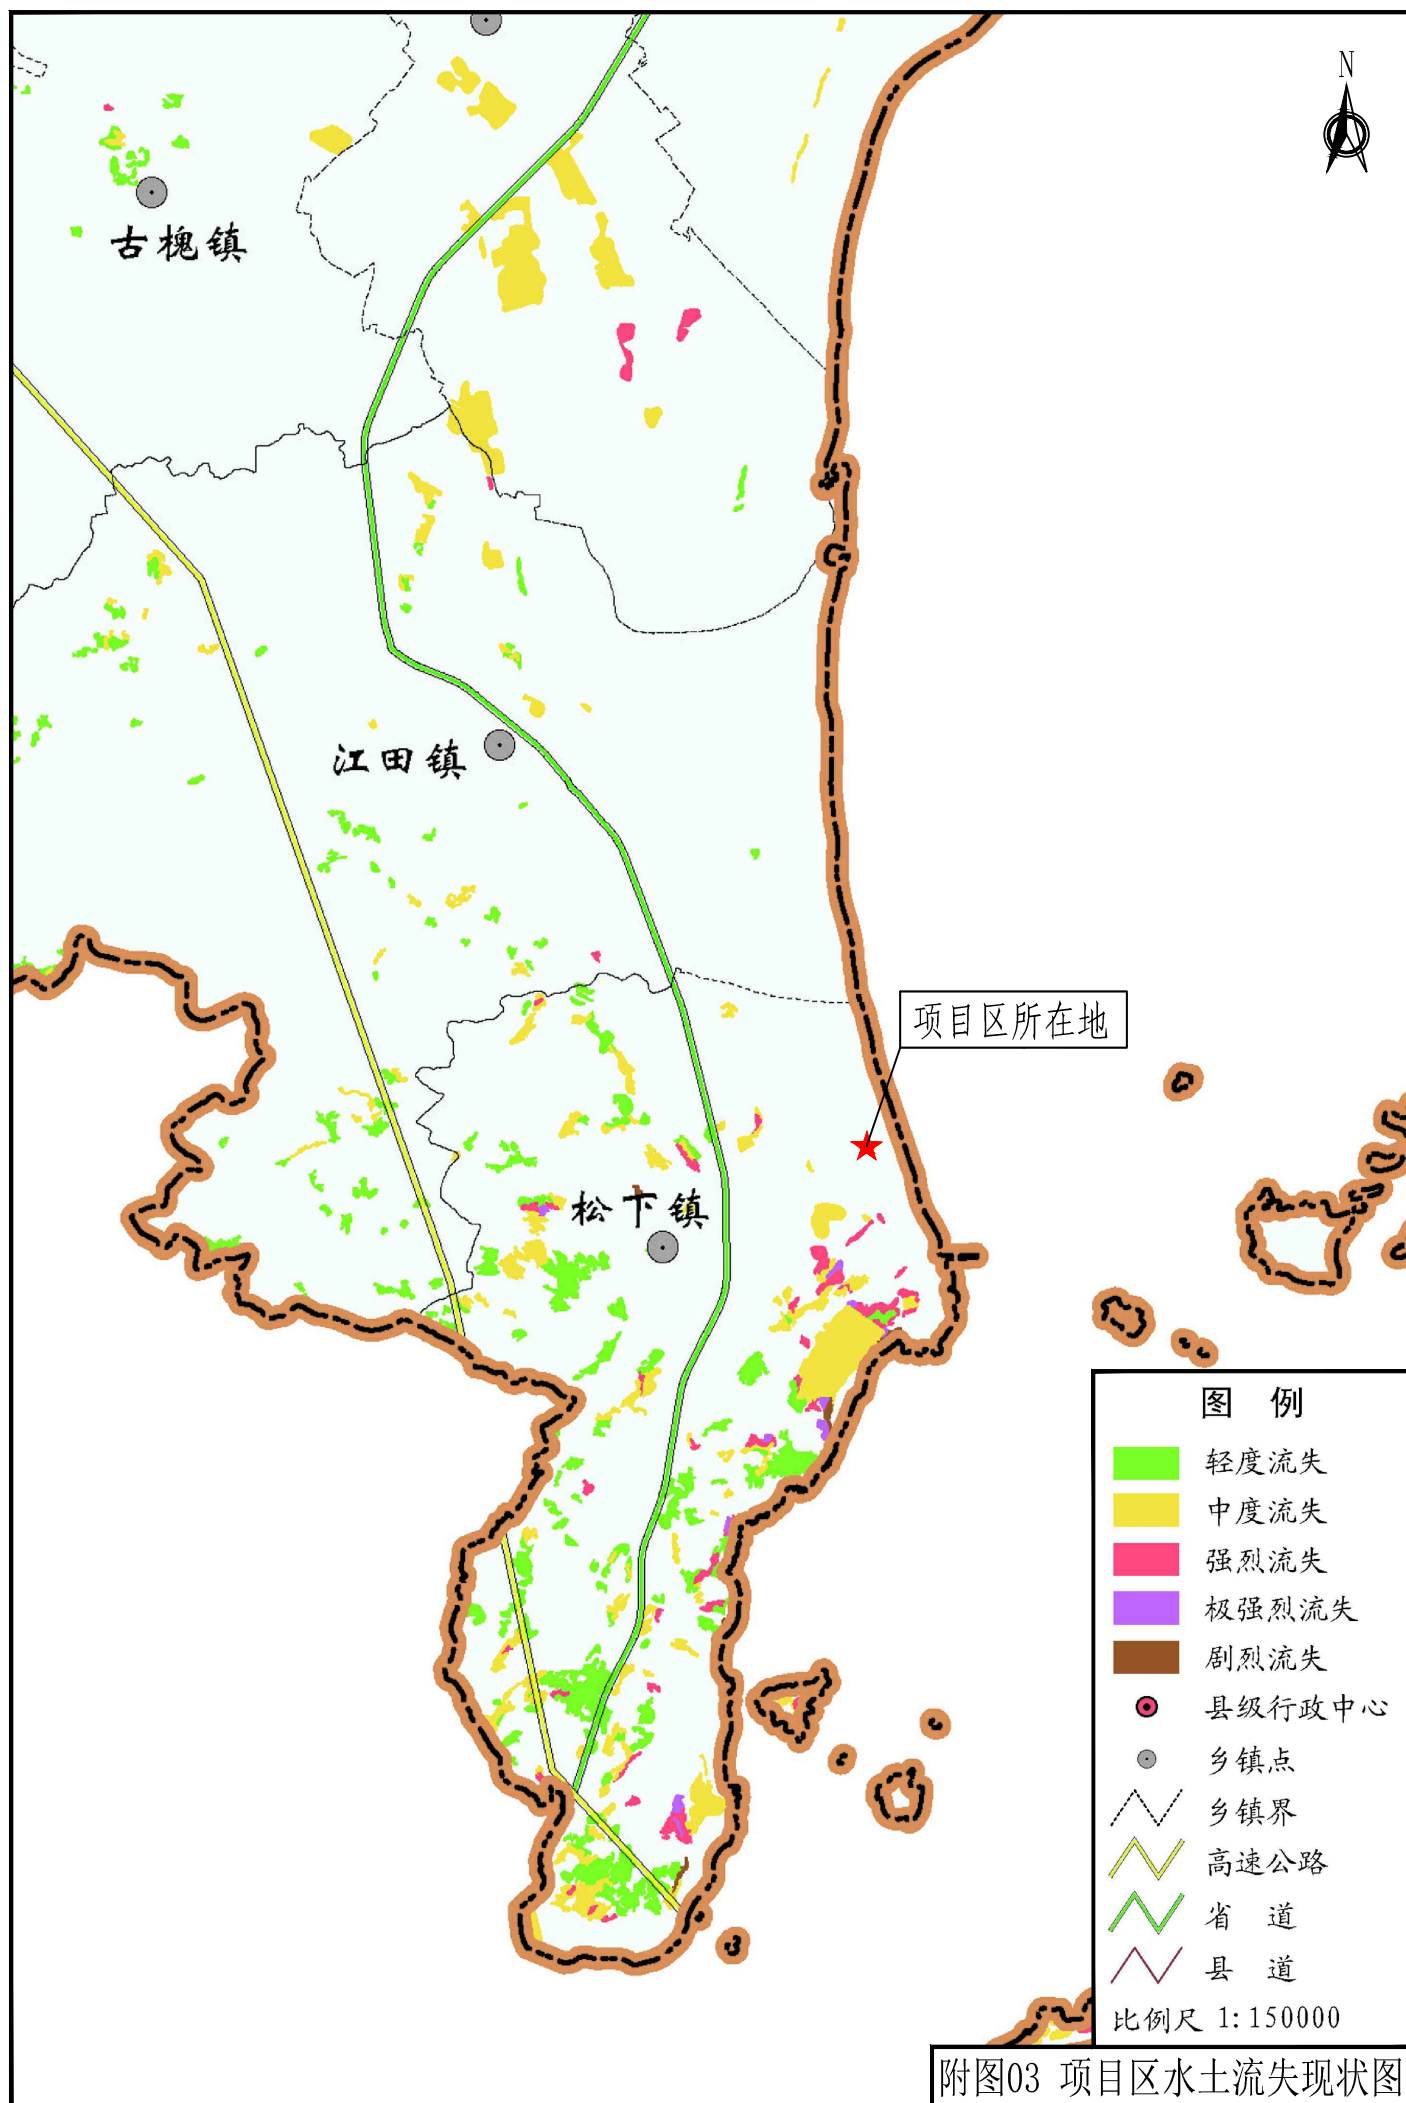 N
古槐镇
江田镇
项目区所在地
松下镇
图 例
轻度流失
中度流失
强烈流失
极强烈流失
剧烈流失
县级行政中心
乡镇点
乡镇界
高速公路
省 道
县 道
比例尺 1:150000
附图03 项目区水土流失现状图